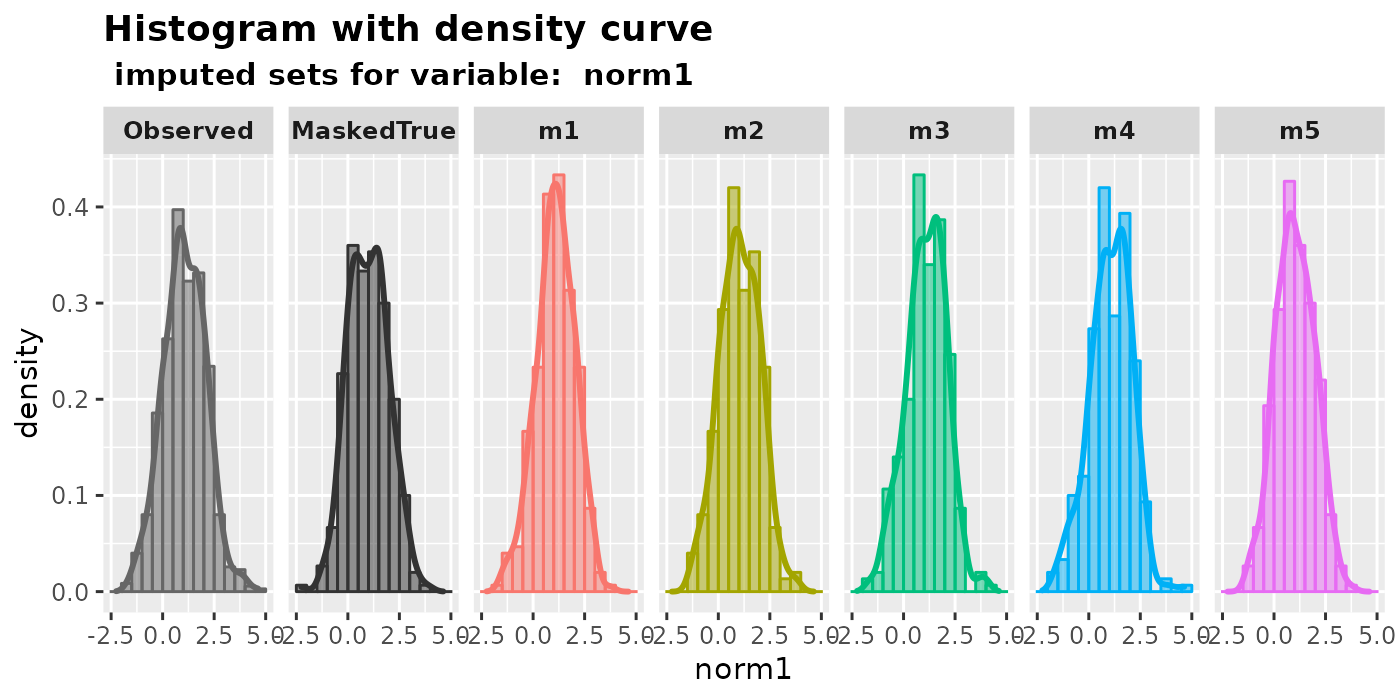 Histogram with density curve
imputed sets for variable:  norm1
Observed MaskedTrue m1 m2 m3 m4 m5
0.4
0.3
0.2
0.1
0.0
density
-2.5 0.0 2.5 5.0 -2.5 0.0 2.5 5.0 -2.5 0.0 2.5 5.0 -2.5 0.0 2.5 5.0 -2.5 0.0 2.5 5.0 -2.5 0.0 2.5 5.0 -2.5 0.0 2.5 5.0
norm1